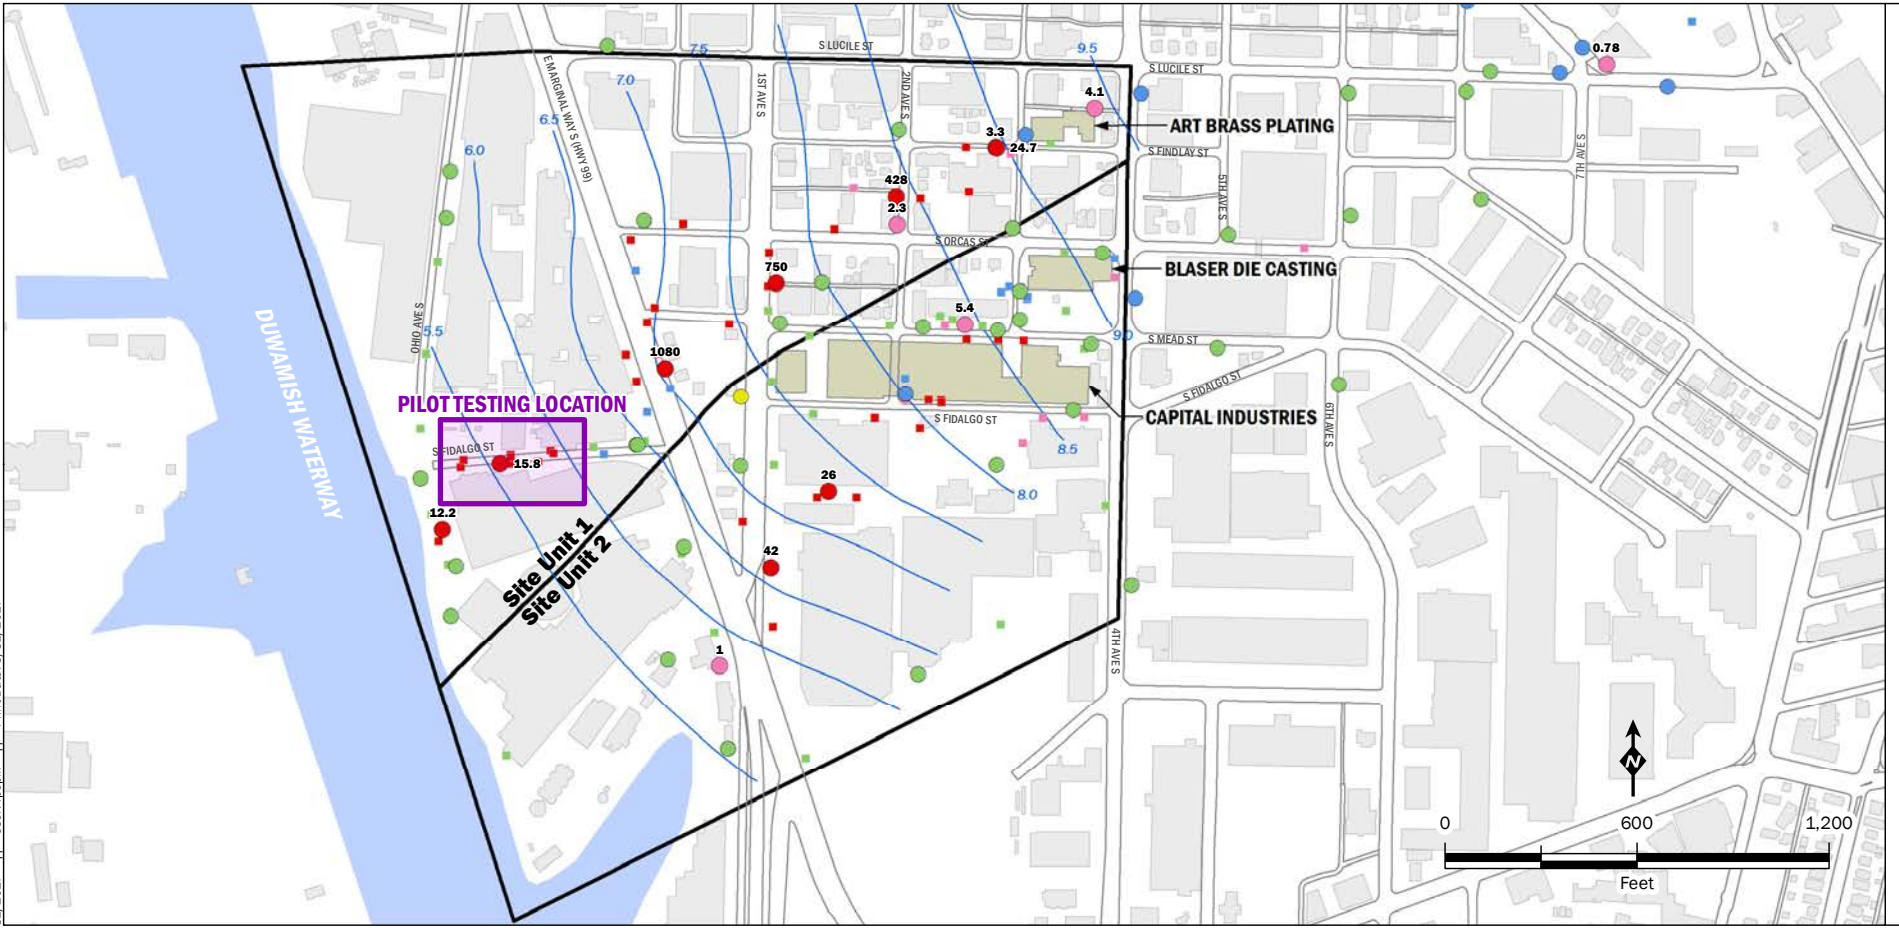 S LUCILE ST
7.5
9.5
0.78
S LUCILE ST
7.0
E MARGINAL WAY S (HWY 99)
1ST AVE S
2ND AVE S
4.1
6.5
ART BRASS PLATING
3.3
24.7
S FINDLAY ST
7TH AVE S
6.0
428
2.3
5TH AVE S
S ORCAS ST
750
BLASER DIE CASTING
5.4
OHIO AVE S
5.5
DUWAMISH WATERWAY
9.0
S MEAD ST
1080
S FIDALGO ST
PILOT TESTING LOCATION
CAPITAL INDUSTRIES
S FIDALGO ST
6TH AVE S
S FIDALGO ST
8.5
15.8
26
8.0
12.2
Site Unit 1
Site Unit 2
42
4TH AVE S
1
N
0 600 1,200
Feet